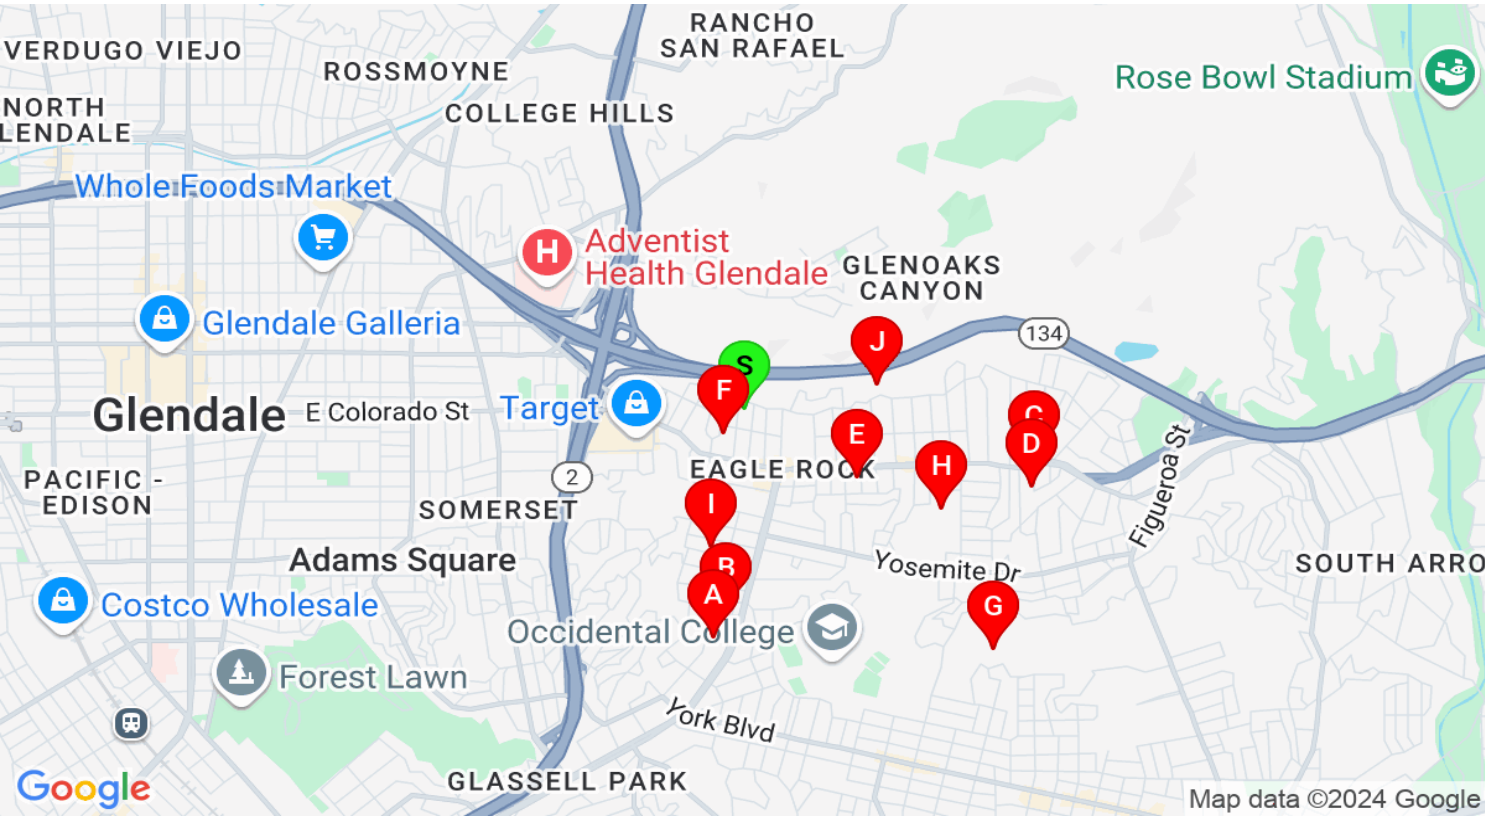 RANCHO
SAN RAFAEL
VERDUGO VIEJO
ROSSMOYNE
Rose Bowl Stadium
NORTH
LENDALE
COLLEGE HILLS
Whole Foods Market
H
Adventist
Health Glendale
GLENOAKS
CANYON
Glendale Galleria
134
J
S
F
Target
Glendale
E Colorado St
C
D
E
H
EAGLE ROCK
2
Figueroa St
PACIFIC -
EDISON
SOMERSET
I
Adams Square
B
A
Yosemite Dr
SOUTH ARRO
Costco Wholesale
G
Occidental College
Forest Lawn
York Blvd
GLASSELL PARK
Google
Map data ©2024 Google